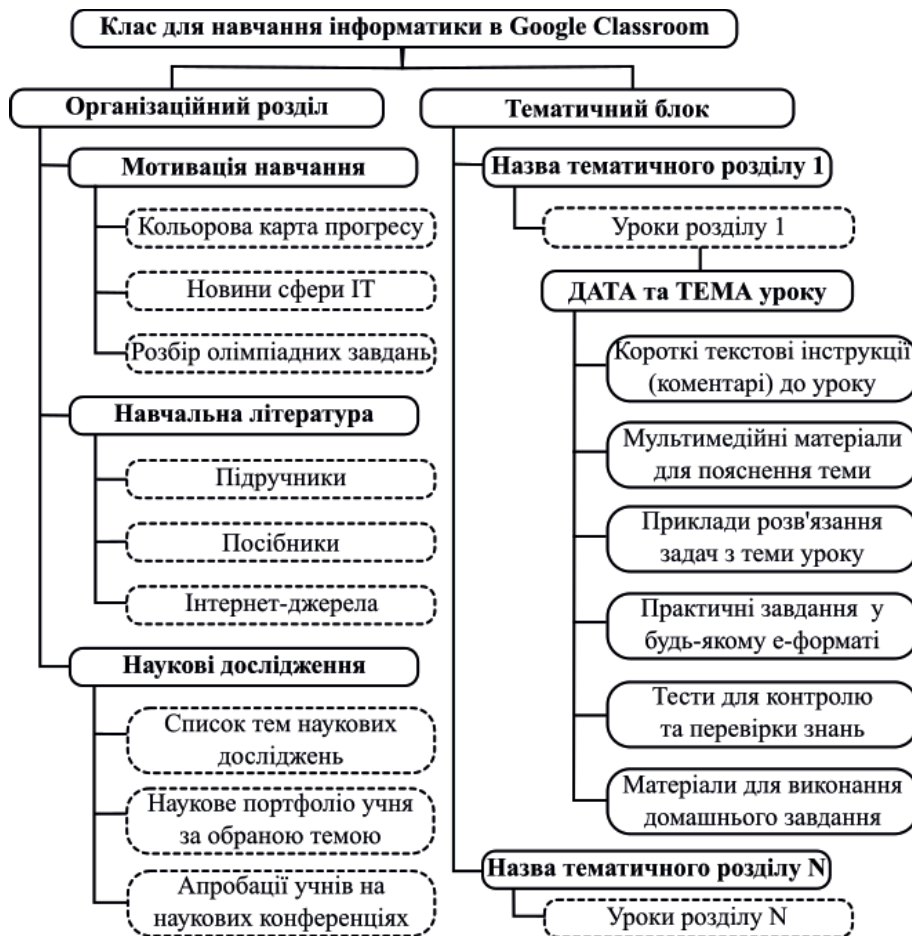 Клас для навчання інформатики в Google Classroom
Організаційний розділ
Мотивація навчання
Кольорова карта прогресу
Новини сфери ІТ
Розбір олімпіадних завдань
Навчальна література
Підручники
Посібники
Інтернет-джерела
Наукові дослідження
Список тем наукових
досліджень
Наукове портфоліо учня
за обраною темою
Апробації учнів на
наукових конференціях
Тематичний блок
Назва тематичного розділу 1
Уроки розділу 1
ДАТА та ТЕМА уроку
Короткі текстові інструкції
(коментарі) до уроку
Мультимедійні матеріали
для пояснення теми
Приклади розв'язання
задач з теми уроку
Практичні завдання у
будь-якому е-форматі
Тести для контролю
та перевірки знань
Матеріали для виконання
домашнього завдання
Назва тематичного розділу N
Уроки розділу N